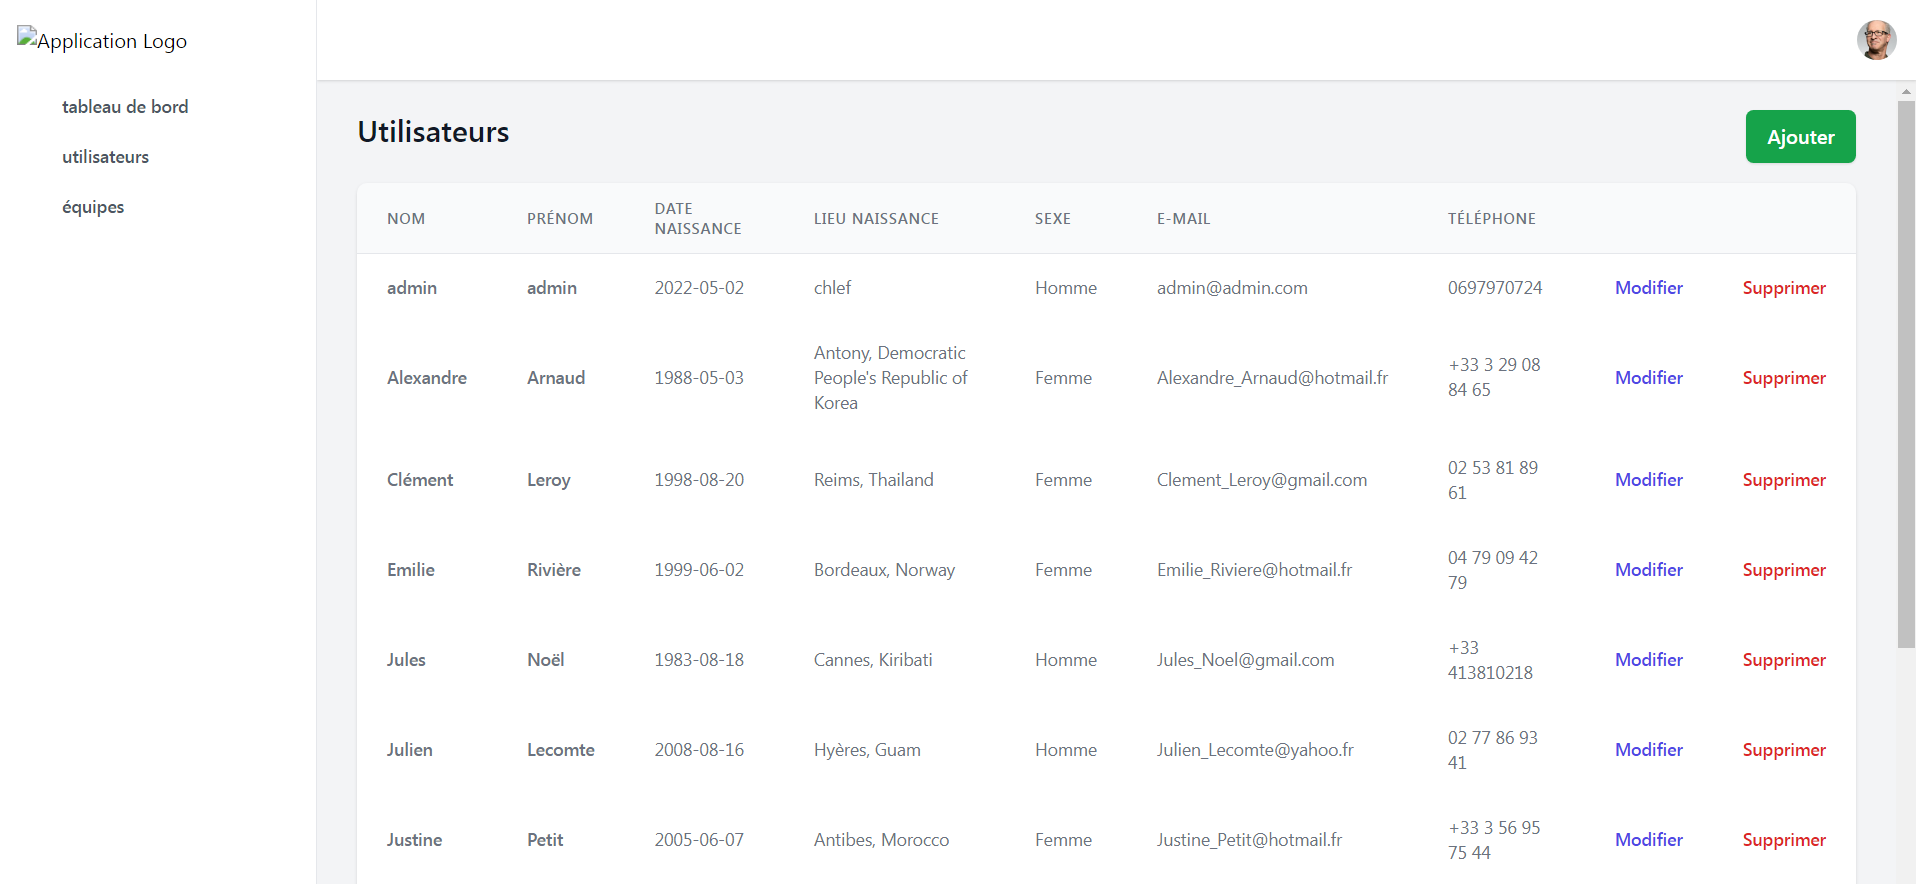 Application Logo
tableau de bord
utilisateurs
équipes
Utilisateurs
Ajouter
NOM PRÉNOM DATE NAISSANCE LIEU NAISSANCE SEXE E-MAIL TÉLÉPHONE
admin admin 2022-05-02 chlef Homme admin@admin.com 0697970724 Modifier Supprimer
Alexandre Arnaud 1988-05-03 Antony, Democratic People's Republic of Korea Femme Alexandre_Arnaud@hotmail.fr +33 3 29 08 84 65 Modifier Supprimer
Clément Leroy 1998-08-20 Reims, Thailand Femme Clement_Leroy@gmail.com 02 53 81 89 61 Modifier Supprimer
Emilie Rivière 1999-06-02 Bordeaux, Norway Femme Emilie_Riviere@hotmail.fr 04 79 09 42 79 Modifier Supprimer
Jules Noël 1983-08-18 Cannes, Kiribati Homme Jules_Noel@gmail.com +33 413810218 Modifier Supprimer
Julien Lecomte 2008-08-16 Hyères, Guam Homme Julien_Lecomte@yahoo.fr 02 77 86 93 41 Modifier Supprimer
Justine Petit 2005-06-07 Antibes, Morocco Femme Justine_Petit@hotmail.fr +33 3 56 95 75 44 Modifier Supprimer